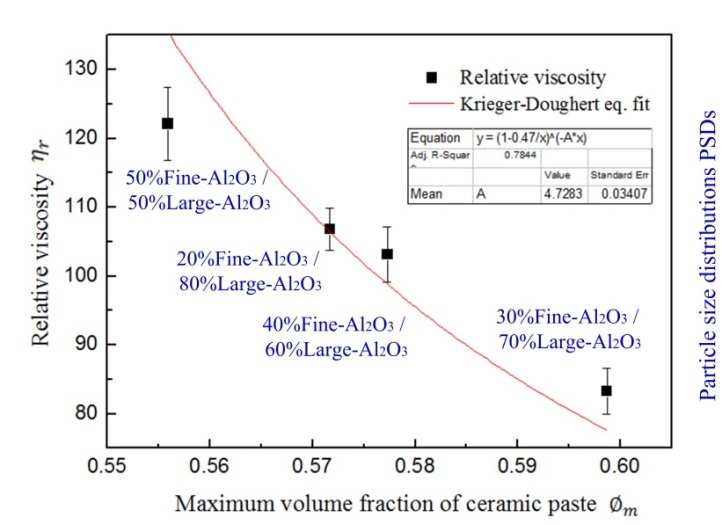 130
120
110
100
90
80
Relative viscosity ηr
Relative viscosity
Krieger-Doughert eq. fit
Equation y = (1-0.47/x)^(-A*x)
Adj. R-Squar 0.7844
Value Standard Err
Mean A 4.7283 0.03407
50%Fine-Al2O3 /
50%Large-Al2O3
20%Fine-Al2O3 /
80%Large-Al2O3
40%Fine-Al2O3 /
60%Large-Al2O3
30%Fine-Al2O3 /
70%Large-Al2O3
0.55 0.56 0.57 0.58 0.59 0.60
Maximum volume fraction of ceramic paste Øm
Particle size distributions PSDs